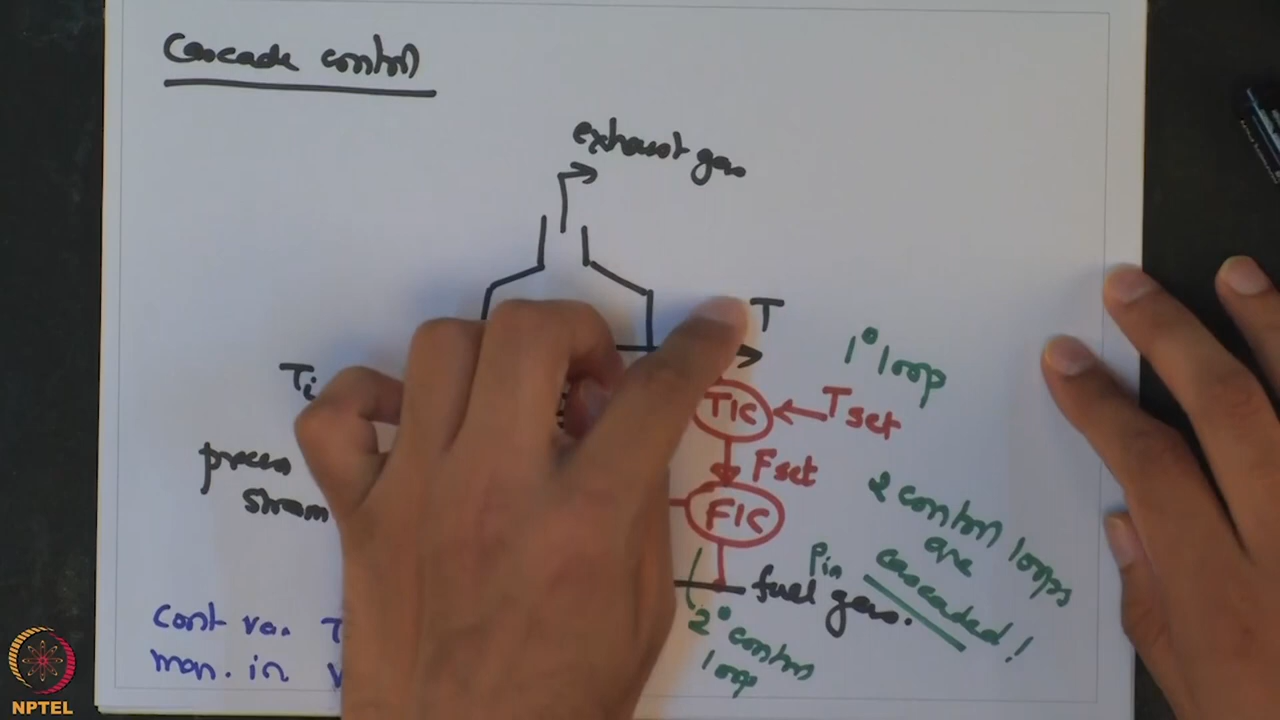 Cascade control
exhaust gas
T
1° loop
Ti
TIC
Tset
process
stream
Fset
FIC
2 control loops
are
cascaded!
Pin
fuel gas.
2° control
loop
Cont va. T
man. in V
NPTEL